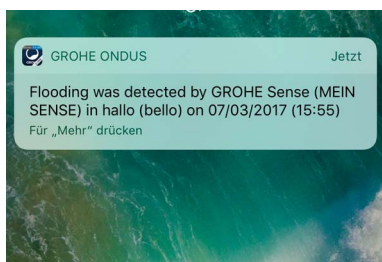 GROHE ONDUS Jetzt
Flooding was detected by GROHE Sense (MEIN
SENSE) in hallo (bello) on 07/03/2017 (15:55)
Für „Mehr“ drücken